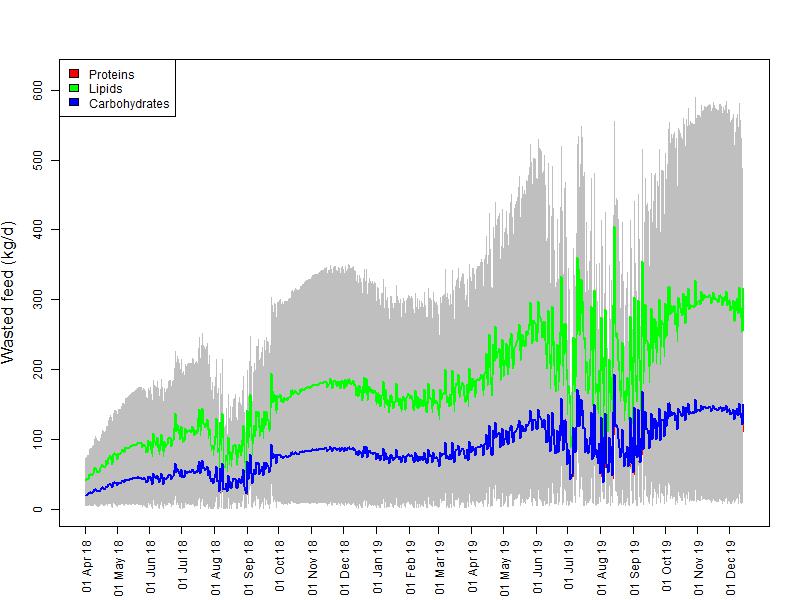 Proteins
Lipids
Carbohydrates
Wasted feed (kg/d)
600
500
400
300
200
100
0
01 Apr 18
01 May 18
01 Jun 18
01 Jul 18
01 Aug 18
01 Sep 18
01 Oct 18
01 Nov 18
01 Dec 18
01 Jan 19
01 Feb 19
01 Mar 19
01 Apr 19
01 May 19
01 Jun 19
01 Jul 19
01 Aug 19
01 Sep 19
01 Oct 19
01 Nov 19
01 Dec 19